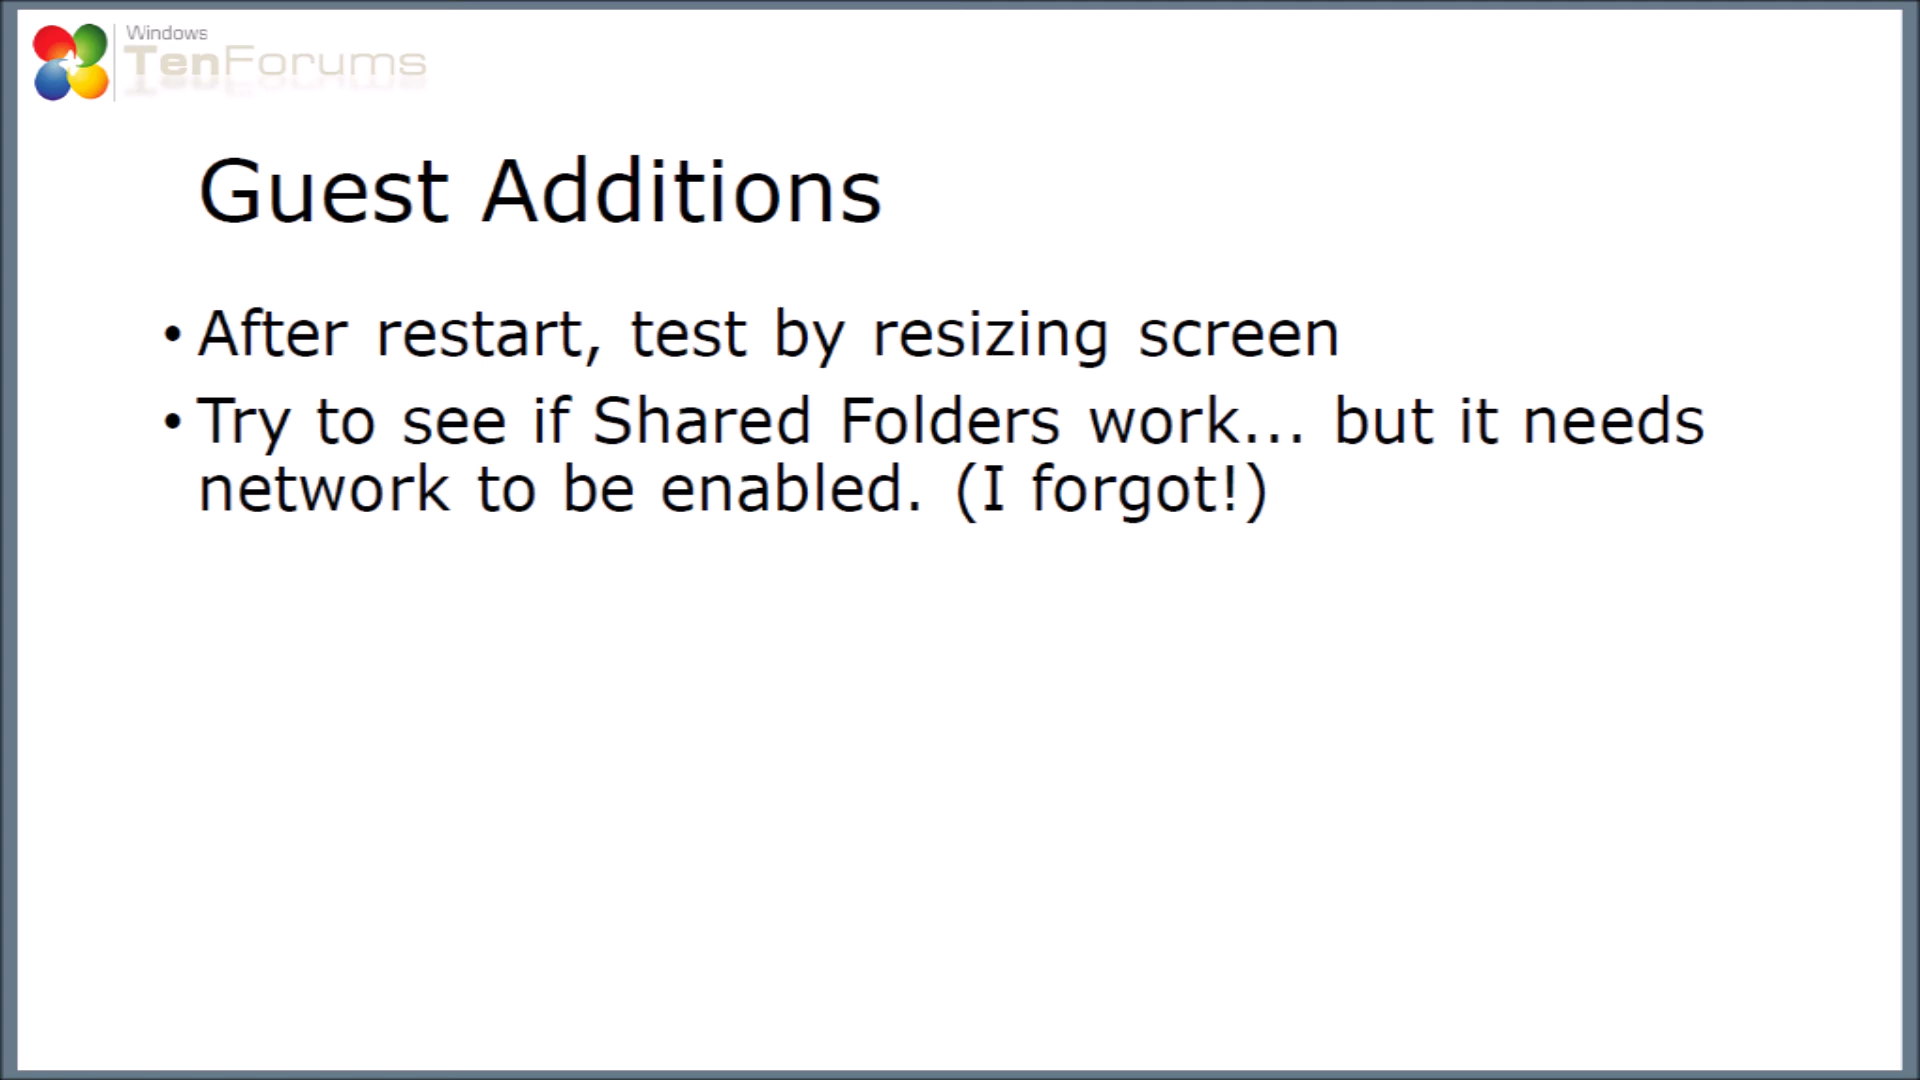 Windows
TenForums
Guest Additions
• After restart, test by resizing screen
• Try to see if Shared Folders work... but it needs
network to be enabled. (I forgot!)